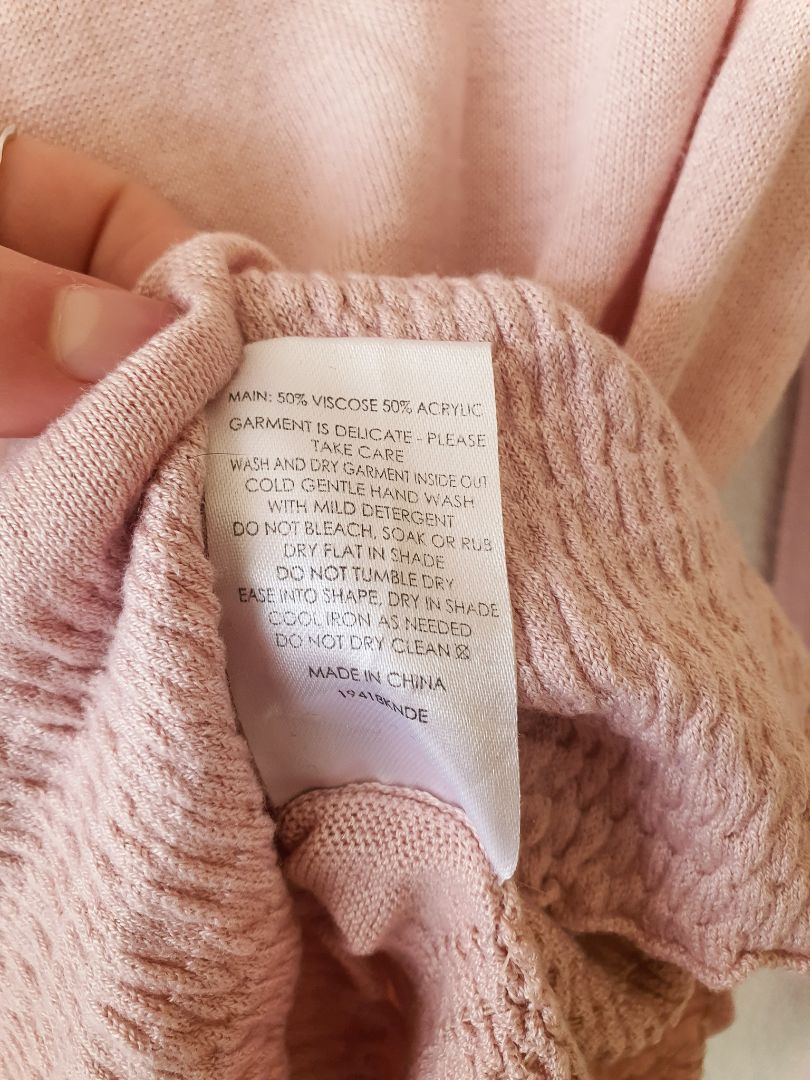 MAIN: 50% VISCOSE 50% ACRYLIC
GARMENT IS DELICATE - PLEASE
TAKE CARE
WASH AND DRY GARMENT INSIDE OUT
COLD GENTLE HAND WASH
WITH MILD DETERGENT
DO NOT BLEACH, SOAK OR RUB
DRY FLAT IN SHADE
DO NOT TUMBLE DRY
EASE INTO SHAPE, DRY IN SHADE
COOL IRON AS NEEDED
DO NOT DRY CLEAN
MADE IN CHINA
19418KNDE